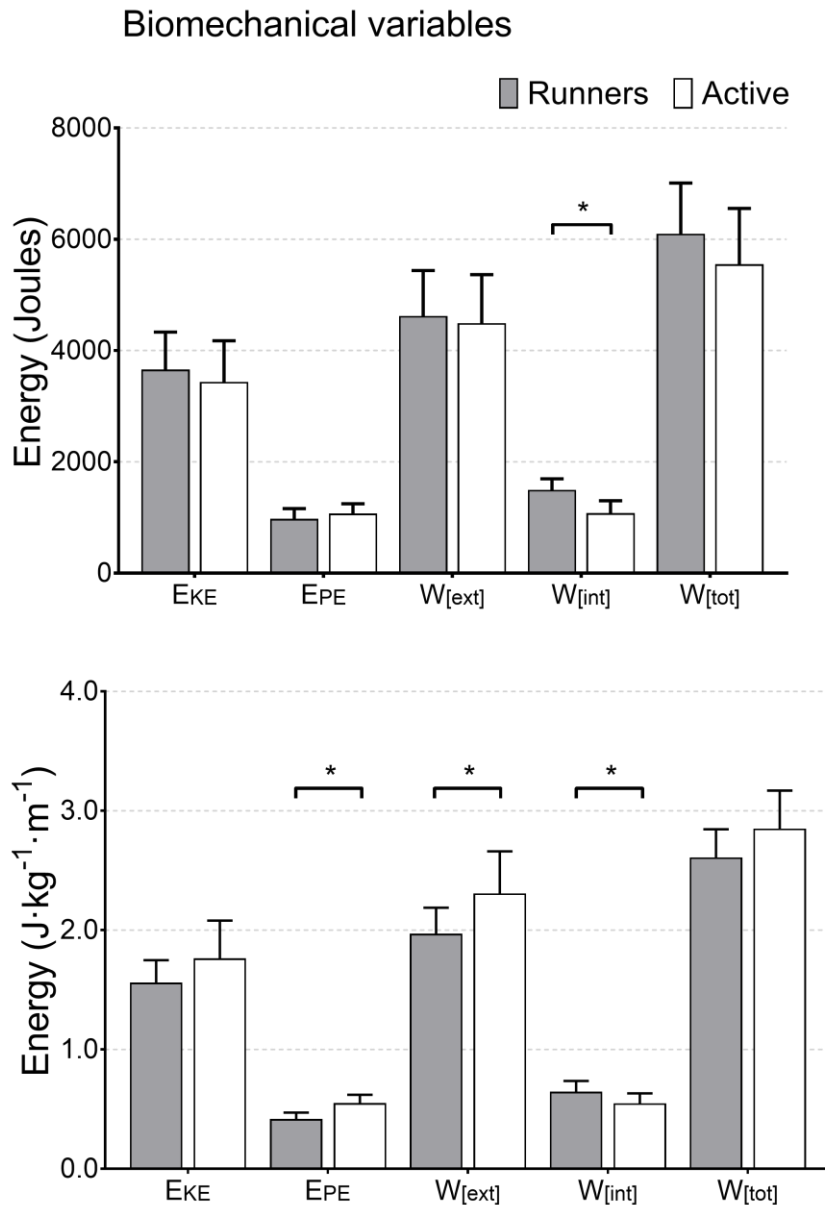 Biomechanical variables
Runners Active
Energy (Joules)
8000
6000
4000
2000
0
*
EKE EPE W[ext] W[int] W[tot]
Energy (J·kg⁻¹·m⁻¹)
4.0
3.0
2.0
1.0
0.0
* * *
EKE EPE W[ext] W[int] W[tot]